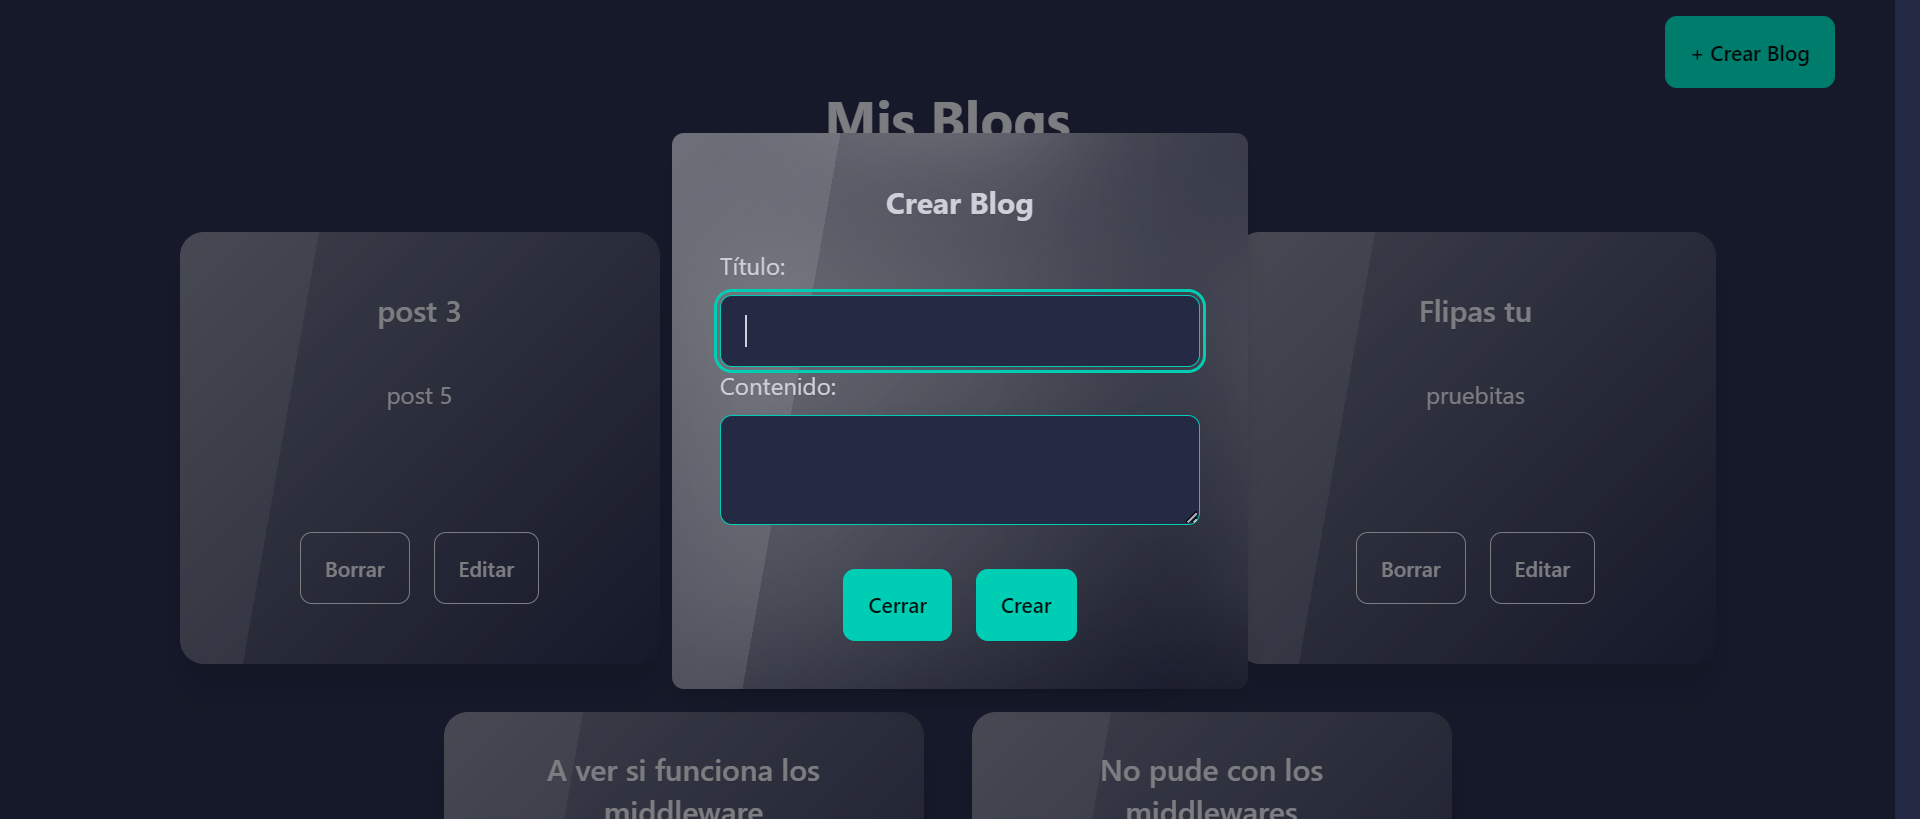 + Crear Blog
Mis Blogs
Crear Blog
Título:
Contenido:
Cerrar
Crear
post 3
post 5
Borrar
Editar
Flipas tu
pruebitas
Borrar
Editar
A ver si funciona los
middleware
No pude con los
middlewares